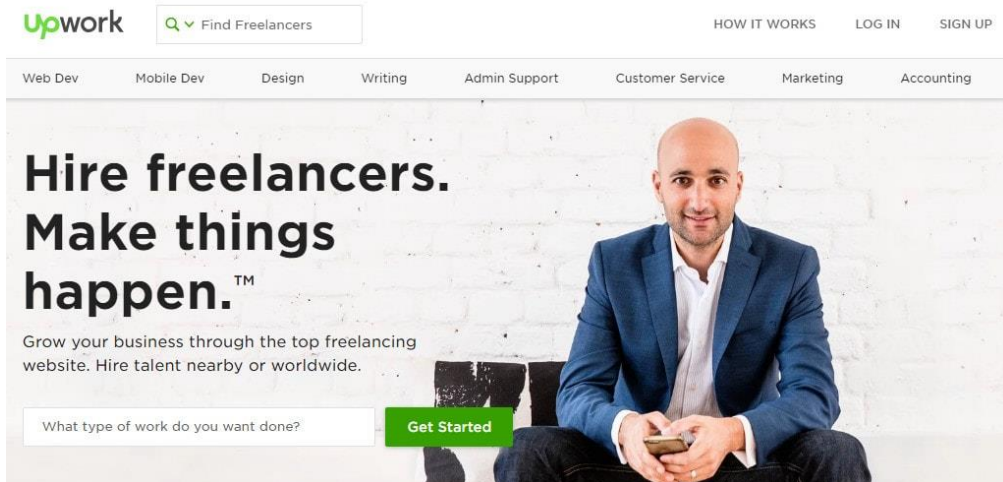 Upwork
Find Freelancers
HOW IT WORKS
LOG IN
SIGN UP
Web Dev
Mobile Dev
Design
Writing
Admin Support
Customer Service
Marketing
Accounting
Hire freelancers.
Make things
happen.™
Grow your business through the top freelancing
website. Hire talent nearby or worldwide.
What type of work do you want done?
Get Started